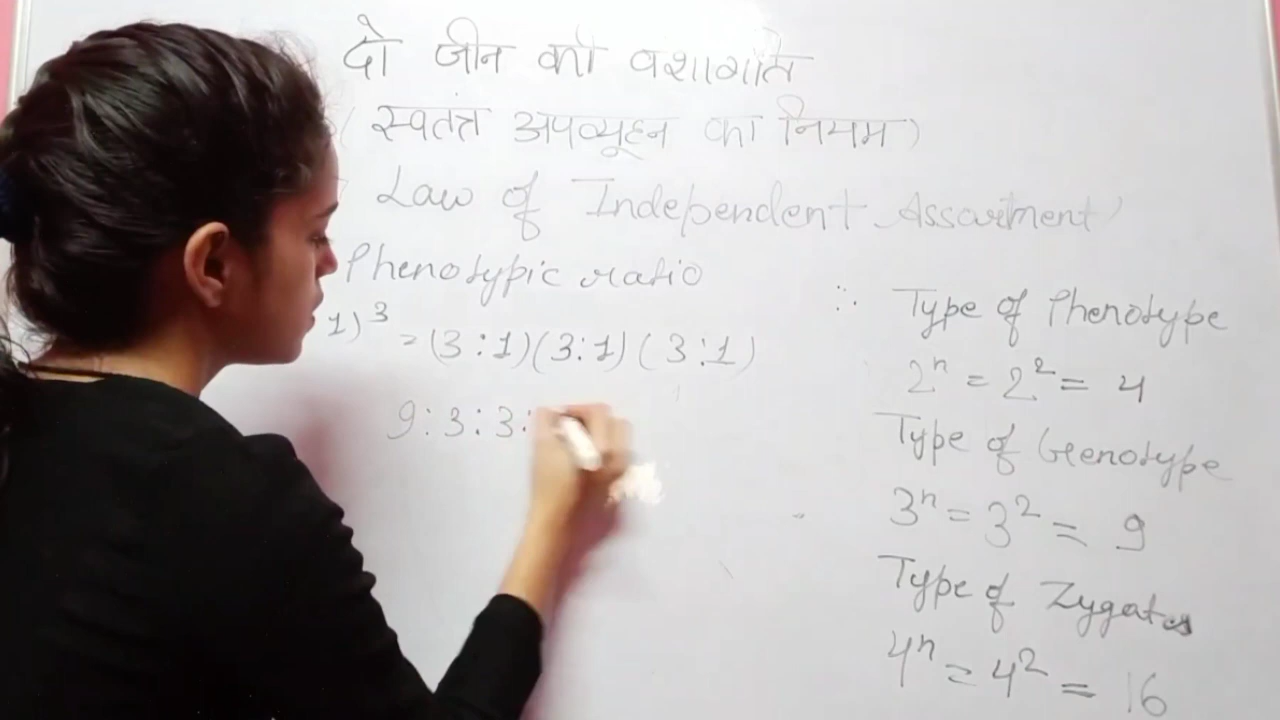 दो जीन की वंशागति
( स्वतंत्र अपव्यूहन का नियम )
Law of Independent Assortment
Phenotypic ratio
1)³ = (3:1)(3:1)(3:1)
9:3:3:
∴ Type of Phenotype
2ⁿ = 2² = 4
Type of Genotype
3ⁿ = 3² = 9
Type of Zygotes
4ⁿ = 4² = 16